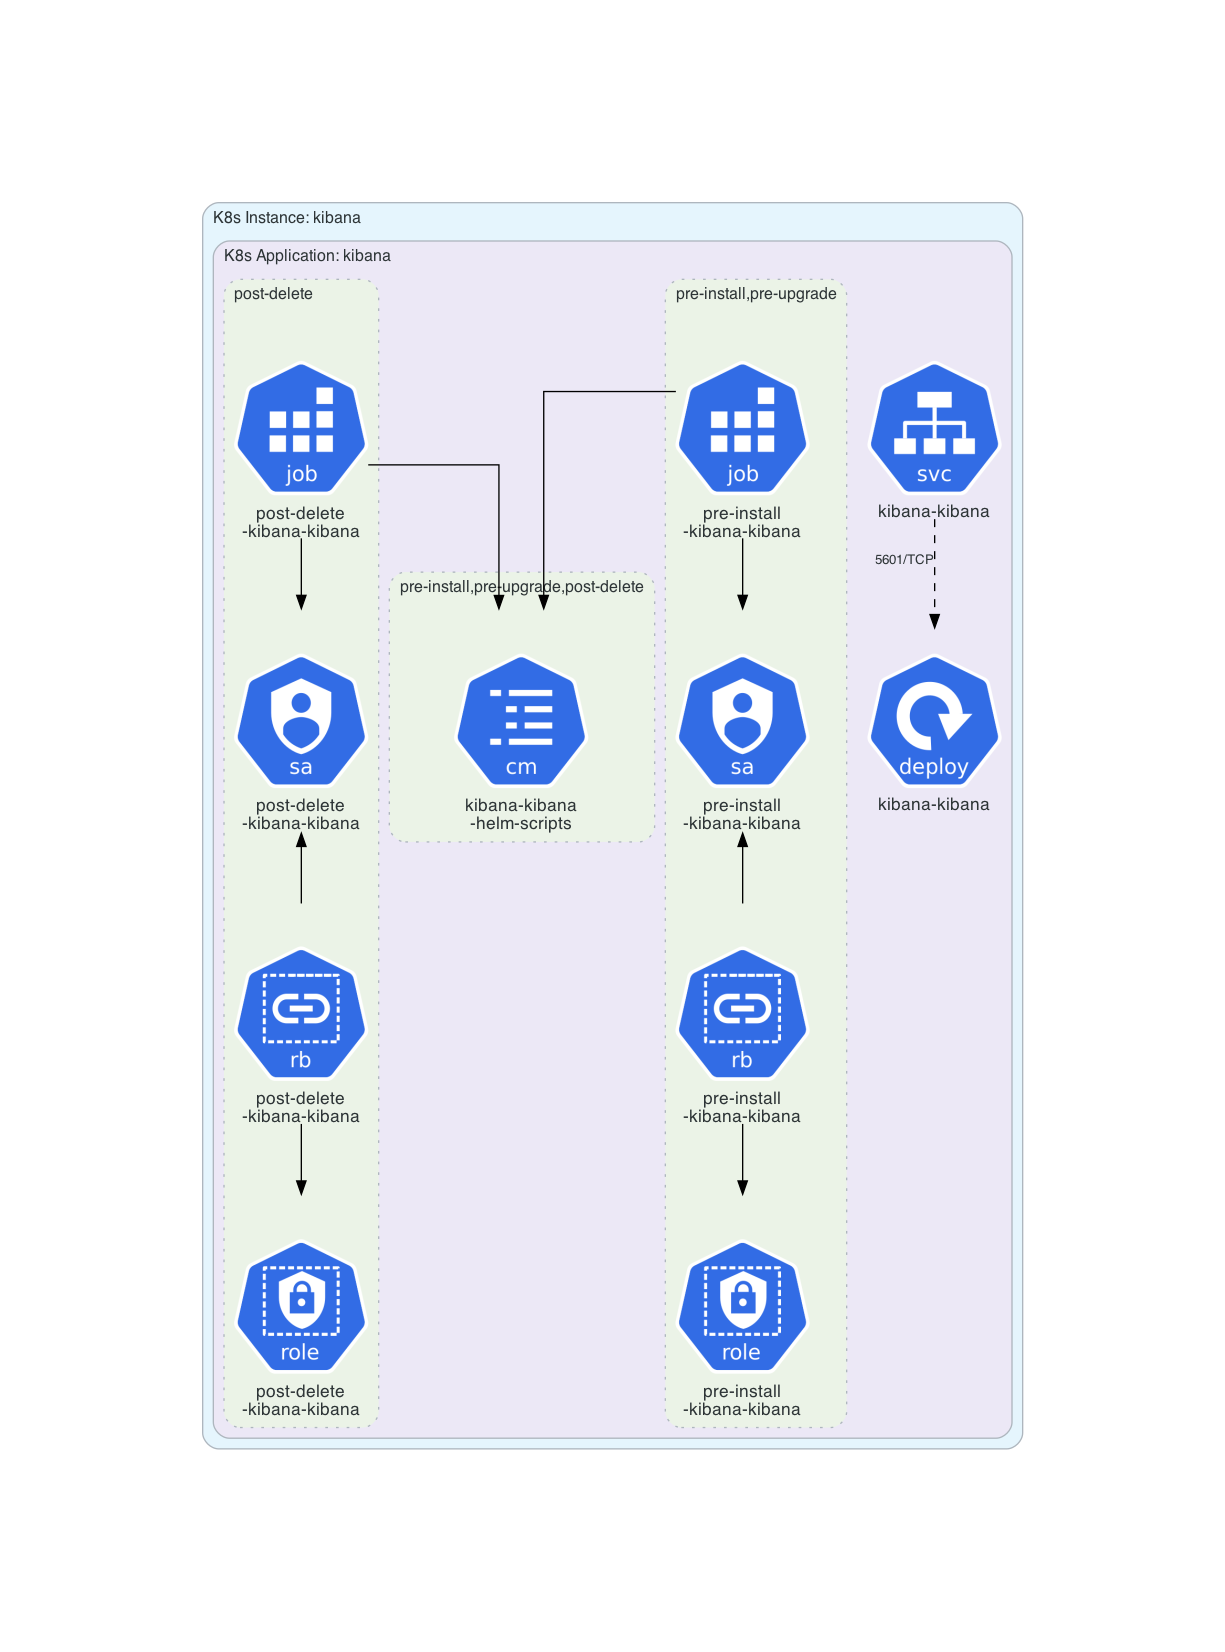 K8s Instance: kibana
K8s Application: kibana
post-delete
job
post-delete
-kibana-kibana
sa
post-delete
-kibana-kibana
rb
post-delete
-kibana-kibana
role
post-delete
-kibana-kibana
pre-install,pre-upgrade,post-delete
cm
kibana-kibana
-helm-scripts
pre-install,pre-upgrade
job
pre-install
-kibana-kibana
sa
pre-install
-kibana-kibana
rb
pre-install
-kibana-kibana
role
pre-install
-kibana-kibana
svc
kibana-kibana
5601/TCP
deploy
kibana-kibana